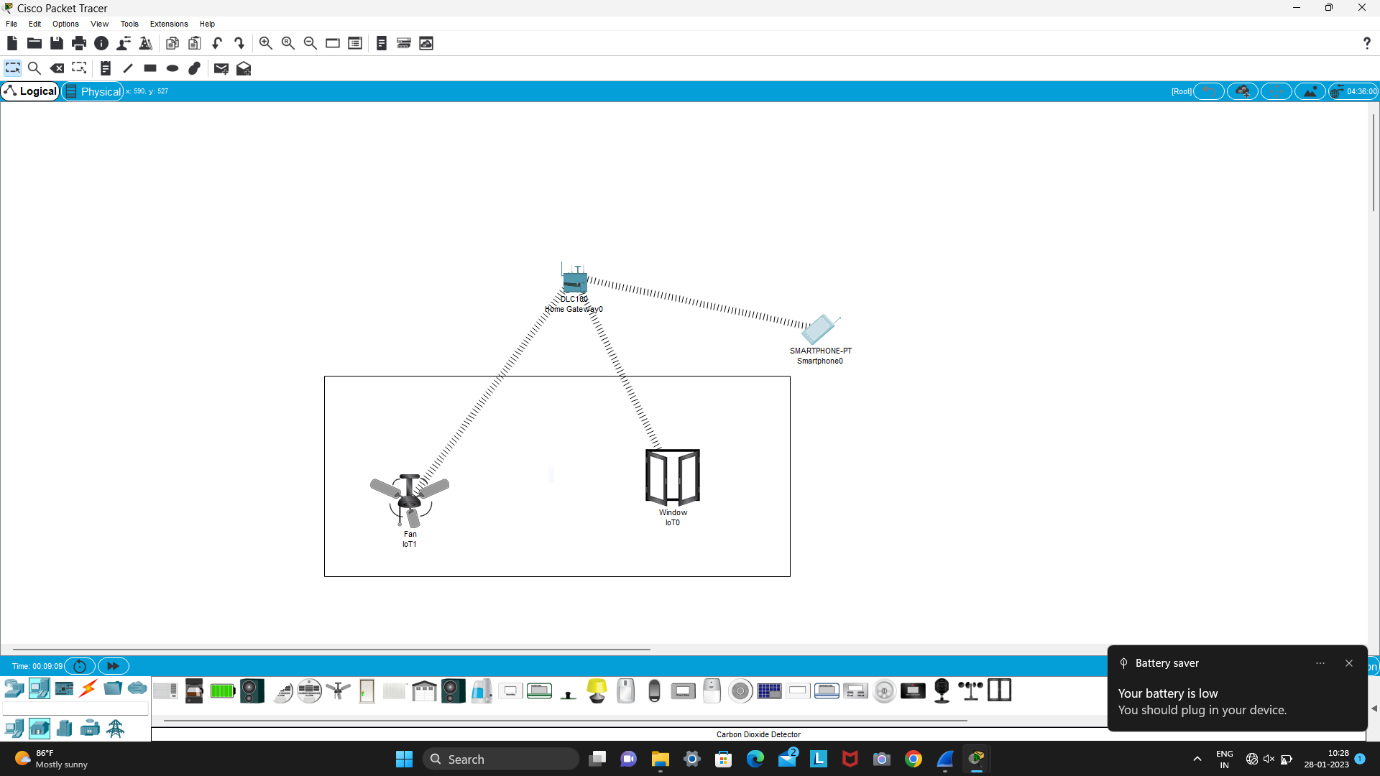 Cisco Packet Tracer
File Edit Options View Tools Extensions Help
?
Logical Physical x: 590, y: 527 [Root] 04:36:00
DLC100
Home Gateway0
SMARTPHONE-PT
Smartphone0
Window
IoT0
Fan
IoT1
Time: 00:09:09
Battery saver
Your battery is low
You should plug in your device.
Carbon Dioxide Detector
86°F
Mostly sunny
Search
2
L
ENG
IN
10:28
28-01-2023
1